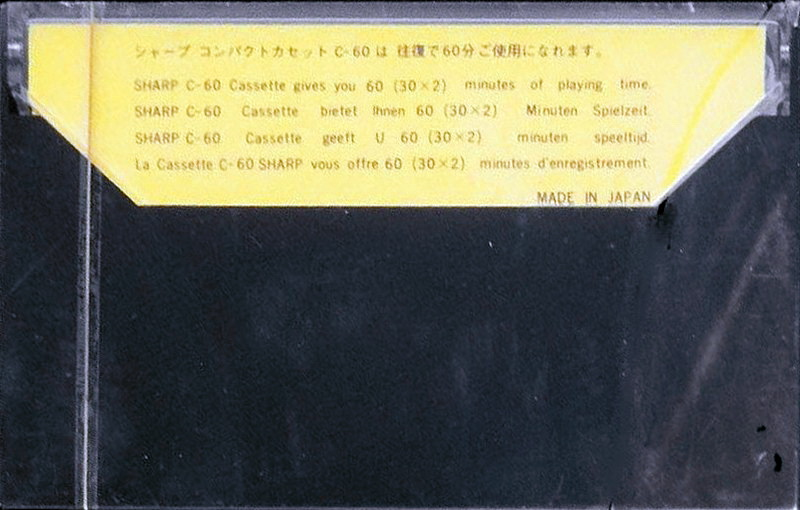 シャープ コンパクトカセット C-60 は 往復で60分ご使用になれます。
SHARP C-60 Cassette gives you 60 (30×2) minutes of playing time.
SHARP C-60 Cassette bietet Ihnen 60 (30×2) Minuten Spielzeit.
SHARP C-60 Cassette geeft U 60 (30×2) minuten speeltijd.
La Cassette C-60 SHARP vous offre 60 (30×2) minutes d'enregistrement.
MADE IN JAPAN